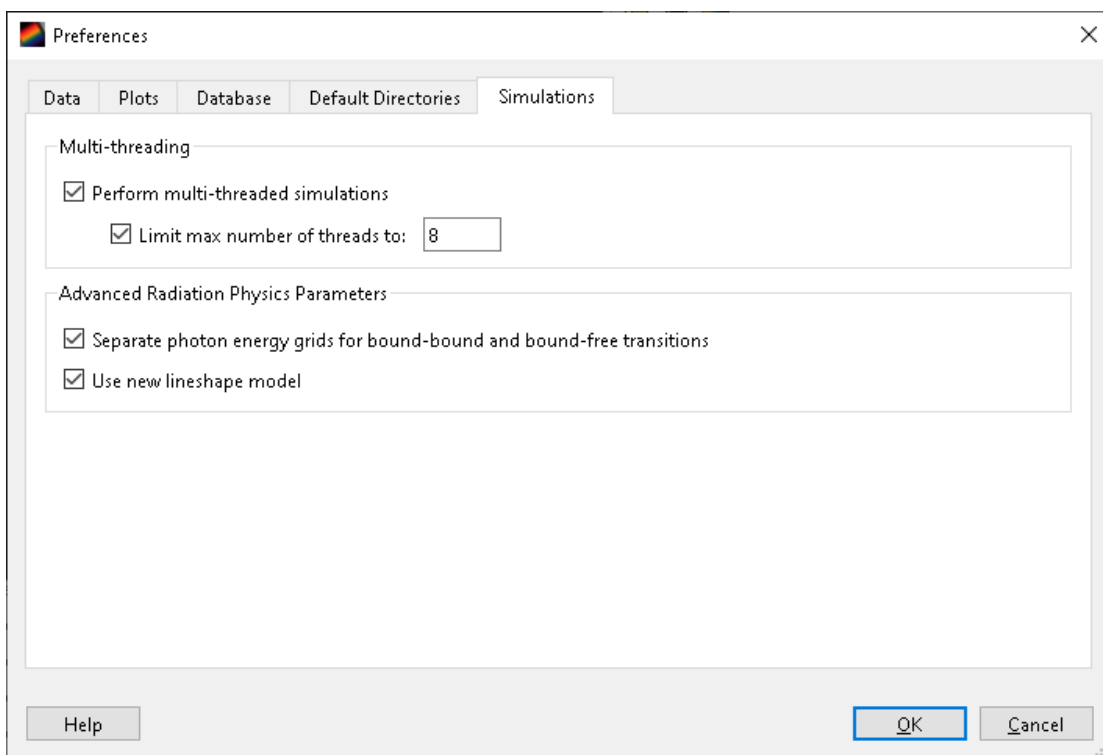 Preferences
Data Plots Database Default Directories Simulations
Multi-threading
Perform multi-threaded simulations
Limit max number of threads to: 8
Advanced Radiation Physics Parameters
Separate photon energy grids for bound-bound and bound-free transitions
Use new lineshape model
Help OK Cancel